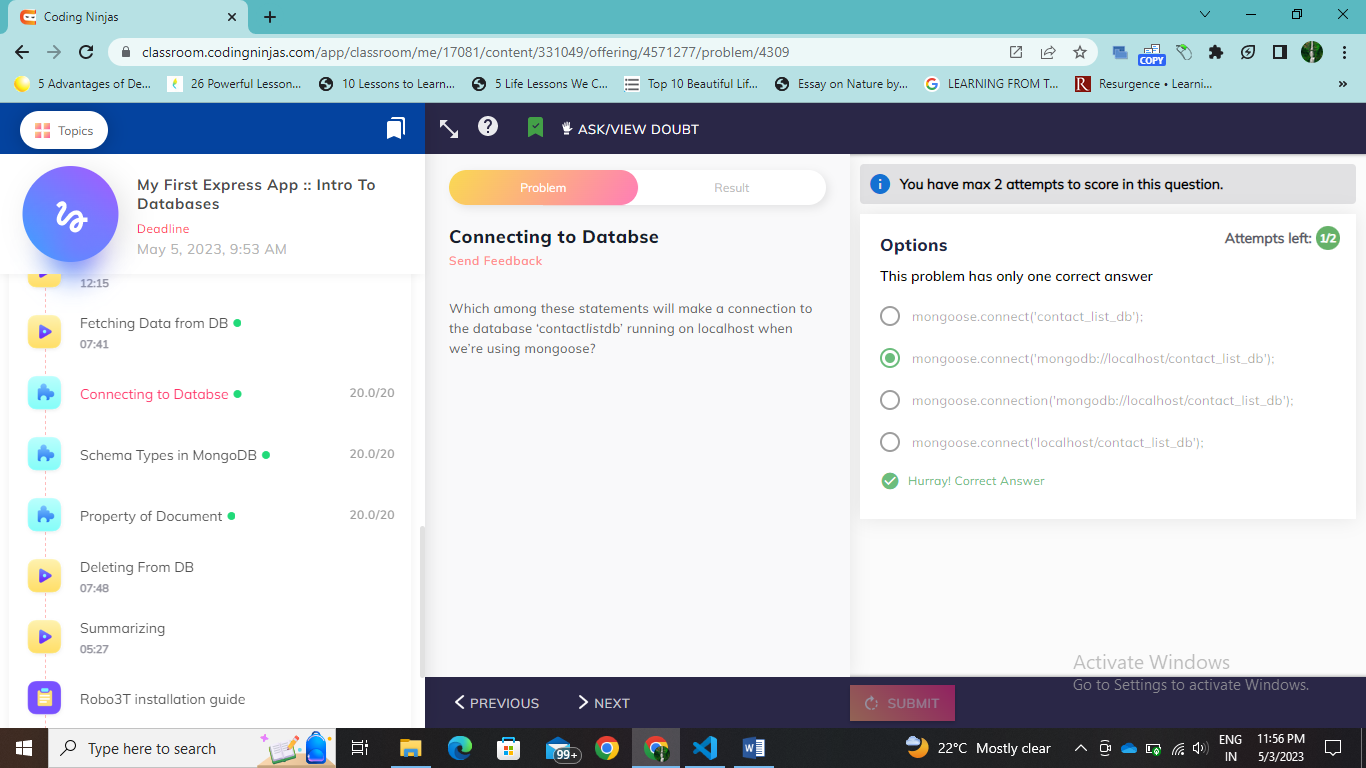 Coding Ninjas
classroom.codingninjas.com/app/classroom/me/17081/content/331049/offering/4571277/problem/4309
COPY
5 Advantages of De...
26 Powerful Lesson...
10 Lessons to Learn...
5 Life Lessons We C...
Top 10 Beautiful Lif...
Essay on Nature by...
LEARNING FROM T...
Resurgence • Learni...
Topics
My First Express App :: Intro To
Databases
Deadline
May 5, 2023, 9:53 AM
12:15
Fetching Data from DB
07:41
Connecting to Databse
20.0/20
Schema Types in MongoDB
20.0/20
Property of Document
20.0/20
Deleting From DB
07:48
Summarizing
05:27
Robo3T installation guide
ASK/VIEW DOUBT
Problem
Result
Connecting to Databse
Send Feedback
Which among these statements will make a connection to
the database ‘contactlistdb’ running on localhost when
we’re using mongoose?
PREVIOUS
NEXT
You have max 2 attempts to score in this question.
Options
Attempts left: 1/2
This problem has only one correct answer
mongoose.connect('contact_list_db');
mongoose.connect('mongodb://localhost/contact_list_db');
mongoose.connection('mongodb://localhost/contact_list_db');
mongoose.connect('localhost/contact_list_db');
Hurray! Correct Answer
Activate Windows
Go to Settings to activate Windows.
SUBMIT
Type here to search
99+
22°C Mostly clear
ENG
IN
11:56 PM
5/3/2023